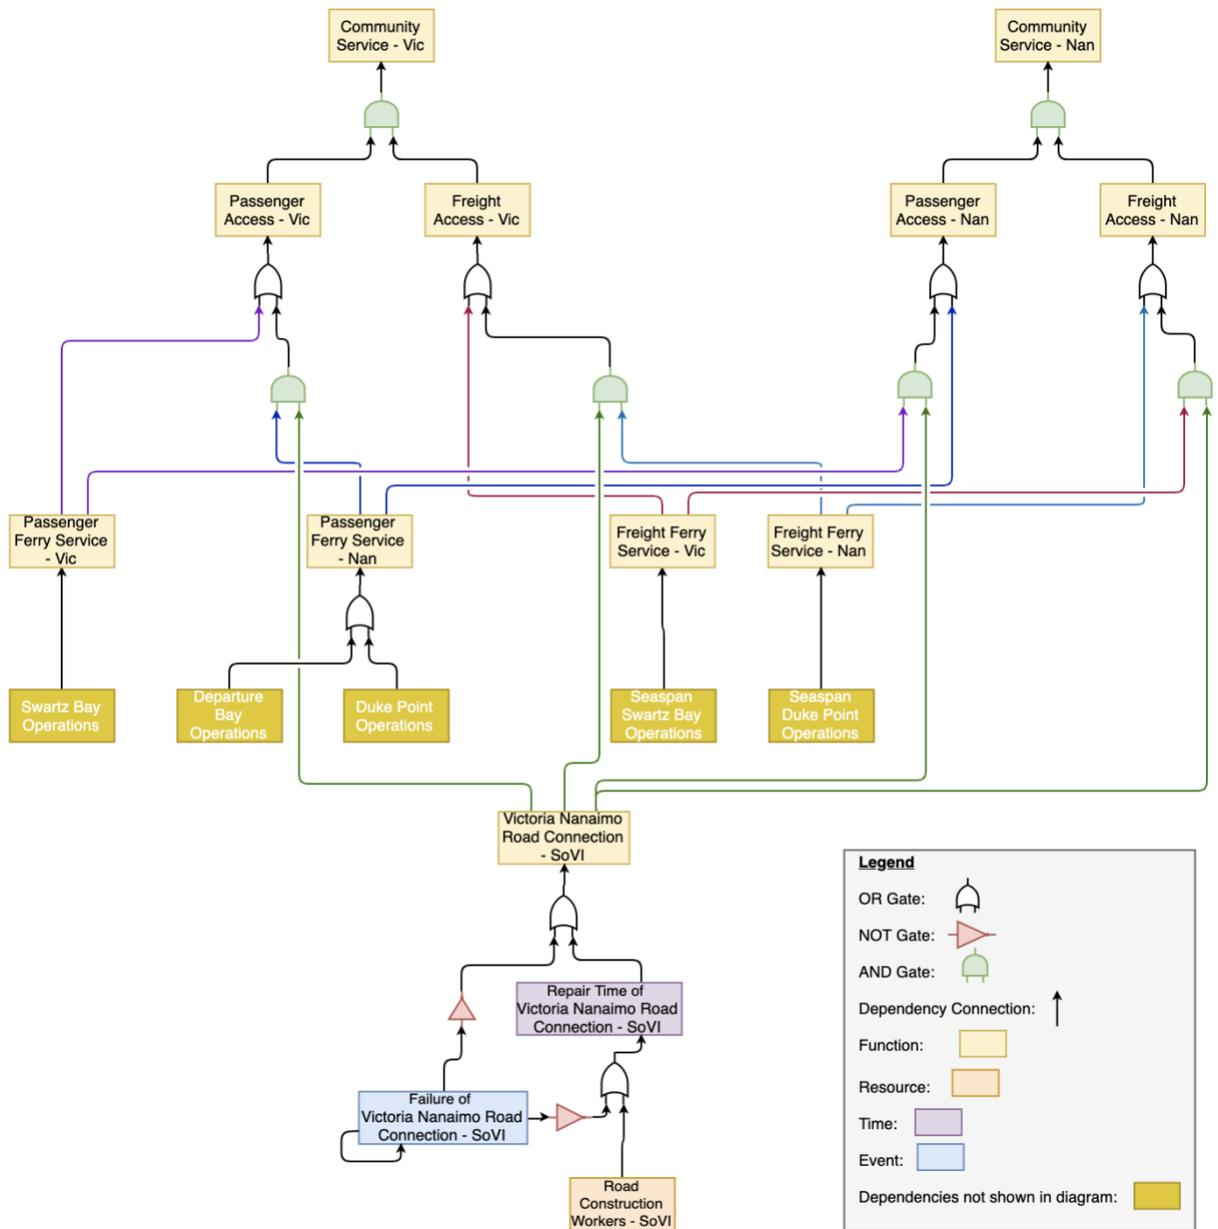 Community
Service - Vic
Community
Service - Nan
Passenger
Access - Vic
Freight
Access - Vic
Passenger
Access - Nan
Freight
Access - Nan
Passenger
Ferry Service
- Vic
Passenger
Ferry Service
- Nan
Freight Ferry
Service - Vic
Freight Ferry
Service - Nan
Swartz Bay
Operations
Departure
Bay
Operations
Duke Point
Operations
Seaspan
Swartz Bay
Operations
Seaspan
Duke Point
Operations
Victoria Nanaimo
Road Connection
- SoVI
Repair Time of
Victoria Nanaimo Road
Connection - SoVI
Failure of
Victoria Nanaimo Road
Connection - SoVI
Road
Construction
Workers - SoVI
Legend
OR Gate:
NOT Gate:
AND Gate:
Dependency Connection:
Function:
Resource:
Time:
Event:
Dependencies not shown in diagram: